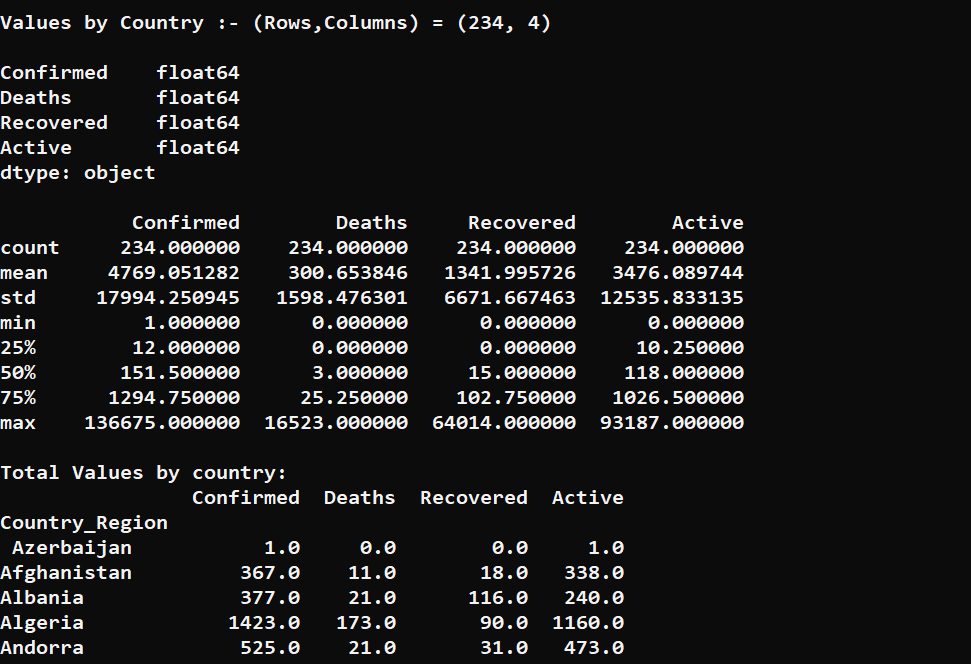 Values by Country :- (Rows,Columns) = (234, 4)
Confirmed    float64
Deaths       float64
Recovered    float64
Active       float64
dtype: object
           Confirmed        Deaths     Recovered        Active
count     234.000000    234.000000    234.000000    234.000000
mean     4769.051282    300.653846   1341.995726   3476.089744
std     17994.250945   1598.476301   6671.667463  12535.833135
min         1.000000      0.000000      0.000000      0.000000
25%        12.000000      0.000000      0.000000     10.250000
50%       151.500000      3.000000     15.000000    118.000000
75%      1294.750000     25.250000    102.750000   1026.500000
max    136675.000000  16523.000000  64014.000000  93187.000000
Total Values by country:
                Confirmed  Deaths  Recovered  Active
Country_Region
 Azerbaijan           1.0     0.0        0.0     1.0
Afghanistan         367.0    11.0       18.0   338.0
Albania             377.0    21.0      116.0   240.0
Algeria            1423.0   173.0       90.0  1160.0
Andorra             525.0    21.0       31.0   473.0